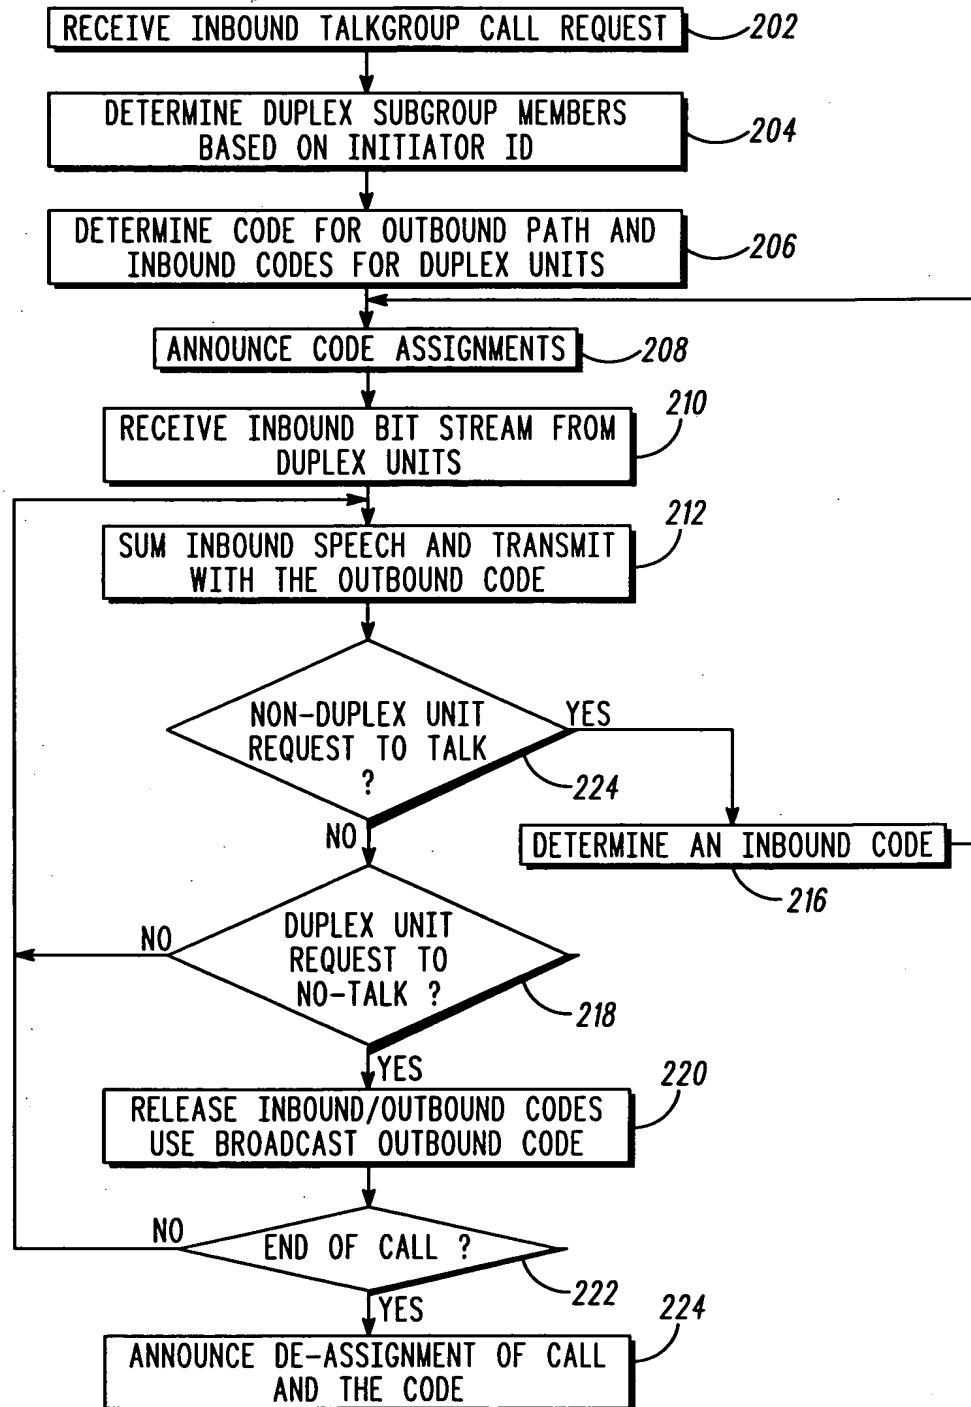 RECEIVE INBOUND TALKGROUP CALL REQUEST
202
DETERMINE DUPLEX SUBGROUP MEMBERS
BASED ON INITIATOR ID
204
DETERMINE CODE FOR OUTBOUND PATH AND
INBOUND CODES FOR DUPLEX UNITS
206
ANNOUNCE CODE ASSIGNMENTS
208
RECEIVE INBOUND BIT STREAM FROM
DUPLEX UNITS
210
SUM INBOUND SPEECH AND TRANSMIT
WITH THE OUTBOUND CODE
212
NON-DUPLEX UNIT
REQUEST TO TALK
?
YES
224
NO
DETERMINE AN INBOUND CODE
216
DUPLEX UNIT
REQUEST TO
NO-TALK ?
NO
218
YES
RELEASE INBOUND/OUTBOUND CODES
USE BROADCAST OUTBOUND CODE
220
END OF CALL ?
NO
222
YES
ANNOUNCE DE-ASSIGNMENT OF CALL
AND THE CODE
224